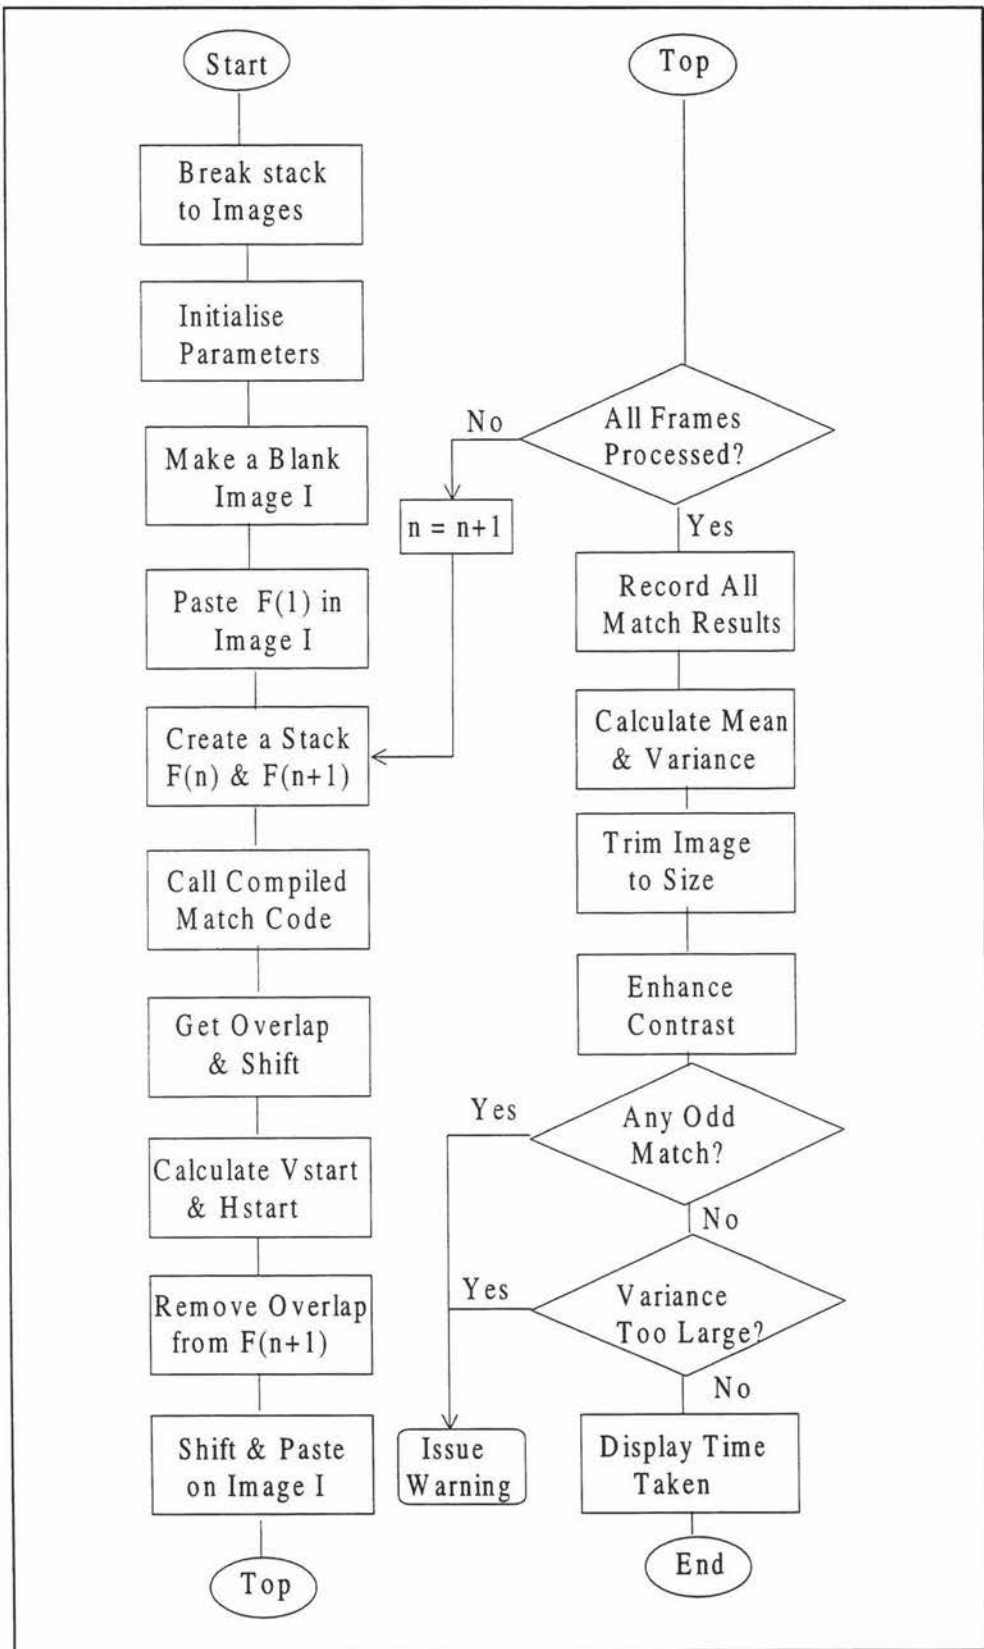 Start
Break stack
to Images
Initialise
Parameters
Make a Blank
Image I
Paste F(1) in
Image I
Create a Stack
F(n) & F(n+1)
Call Compiled
Match Code
Get Overlap
& Shift
Calculate Vstart
& Hstart
Remove Overlap
from F(n+1)
Shift & Paste
on Image I
Top
Top
All Frames
Processed?
No
n = n+1
Yes
Record All
Match Results
Calculate Mean
& Variance
Trim Image
to Size
Enhance
Contrast
Any Odd
Match?
Yes
No
Variance
Too Large?
Yes
No
Issue
Warning
Display Time
Taken
End